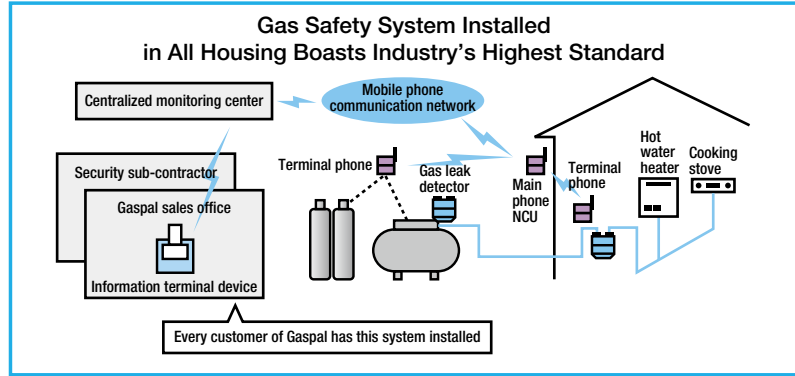 Gas Safety System Installed
in All Housing Boasts Industry's Highest Standard
Centralized monitoring center
Mobile phone
communication network
Security sub-contractor
Gaspal sales office
Information terminal device
Every customer of Gaspal has this system installed
Terminal phone
Gas leak
detector
Main
phone
NCU
Terminal
phone
Hot
water
heater
Cooking
stove